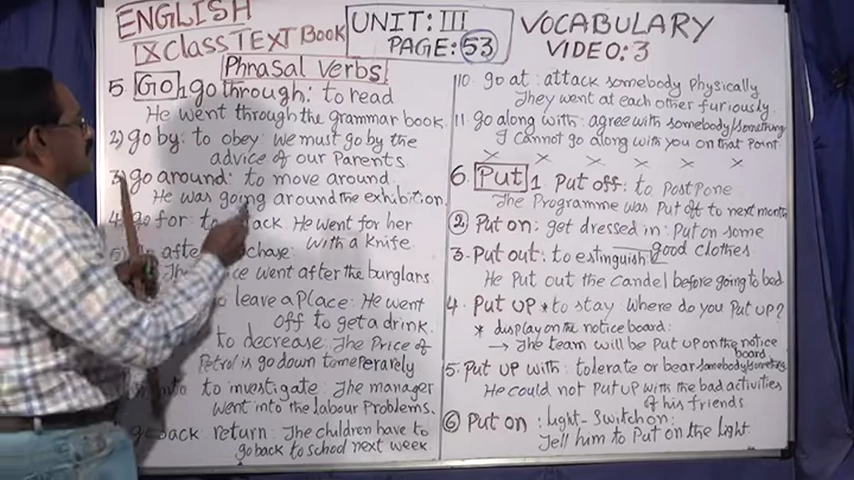 ENGLISH
X Class TEXT Book
UNIT: III
PAGE: 53
VOCABULARY
VIDEO: 3
Phrasal Verbs
5. Go 1, go through: to read
He went through the grammar book.
2) go by: to obey: we must go by the
advice of our Parents
3) go around: to move around.
He was going around the exhibition.
4. go for: to He went for her
with a knife
5) after chase:
The went after the burglars
to leave a Place: He went
off to get a drink.
to decrease. The Price of
Petrol is go down tomeperarely
to investigate: The manager
went into the labour Problems.
go back return: The children have to
go back to school next week.
10. go at: attack somebody Physically
They went at each other furiously.
11. go along with: agree with somebody/something
I cannot go along with you on that Point
x x x x x
6. Put 1. Put off: to PostPone
The Programme was Put off to next month
2 Put on: get dressed in: Put on some
good clothes
3. Put out: to estinguish
He Put out the candel before going to bed
4. Put UP * to stay: Where do you Put UP?
* display on the notice board:
→ The team will be Put UP on the notice
board.
5. Put UP with: tolerate or bear somebody/something
He could not Put UP with the bad activities
of his friends
6 Put on: light-Switch on:
Tell him to Put on the light.